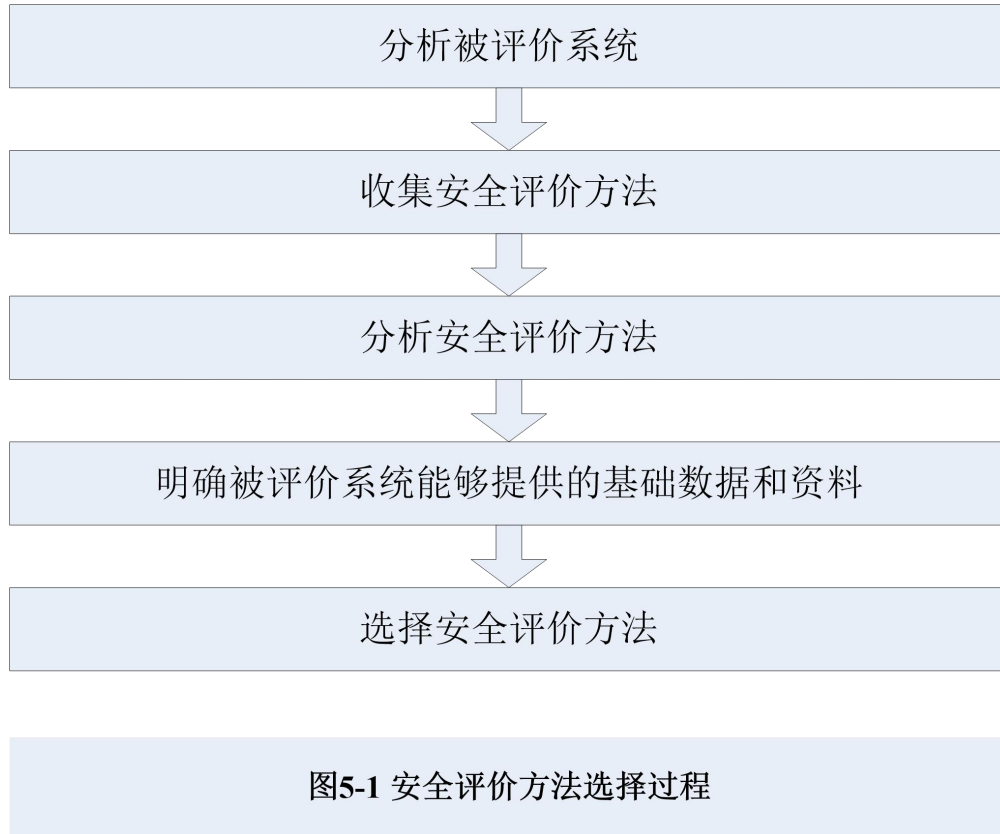 分析被评价系统
收集安全评价方法
分析安全评价方法
明确被评价系统能够提供的基础数据和资料
选择安全评价方法
图5-1 安全评价方法选择过程